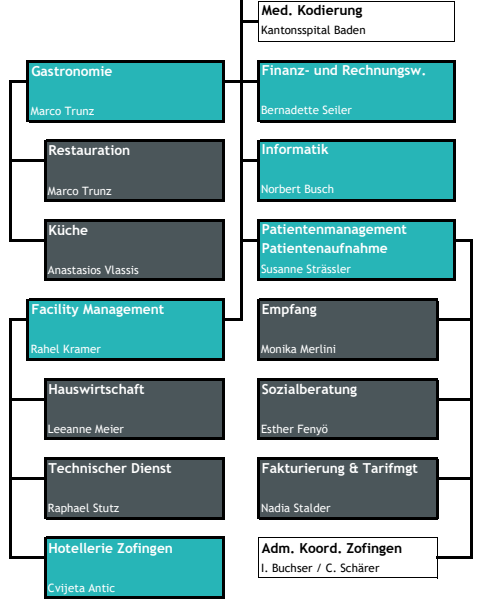 Med. Kodierung
Kantonsspital Baden
Gastronomie
Marco Trunz
Finanz- und Rechnungsw.
Bernadette Seiler
Restauration
Marco Trunz
Informatik
Norbert Busch
Küche
Anastasios Vlassis
Patientenmanagement
Patientenaufnahme
Susanne Strässler
Facility Management
Rahel Kramer
Empfang
Monika Merlini
Hauswirtschaft
Leeanne Meier
Sozialberatung
Esther Fenyö
Technischer Dienst
Raphael Stutz
Fakturierung & Tarifmgt
Nadia Stalder
Hotellerie Zofingen
Cvijeta Antic
Adm. Koord. Zofingen
I. Buchser / C. Schärer